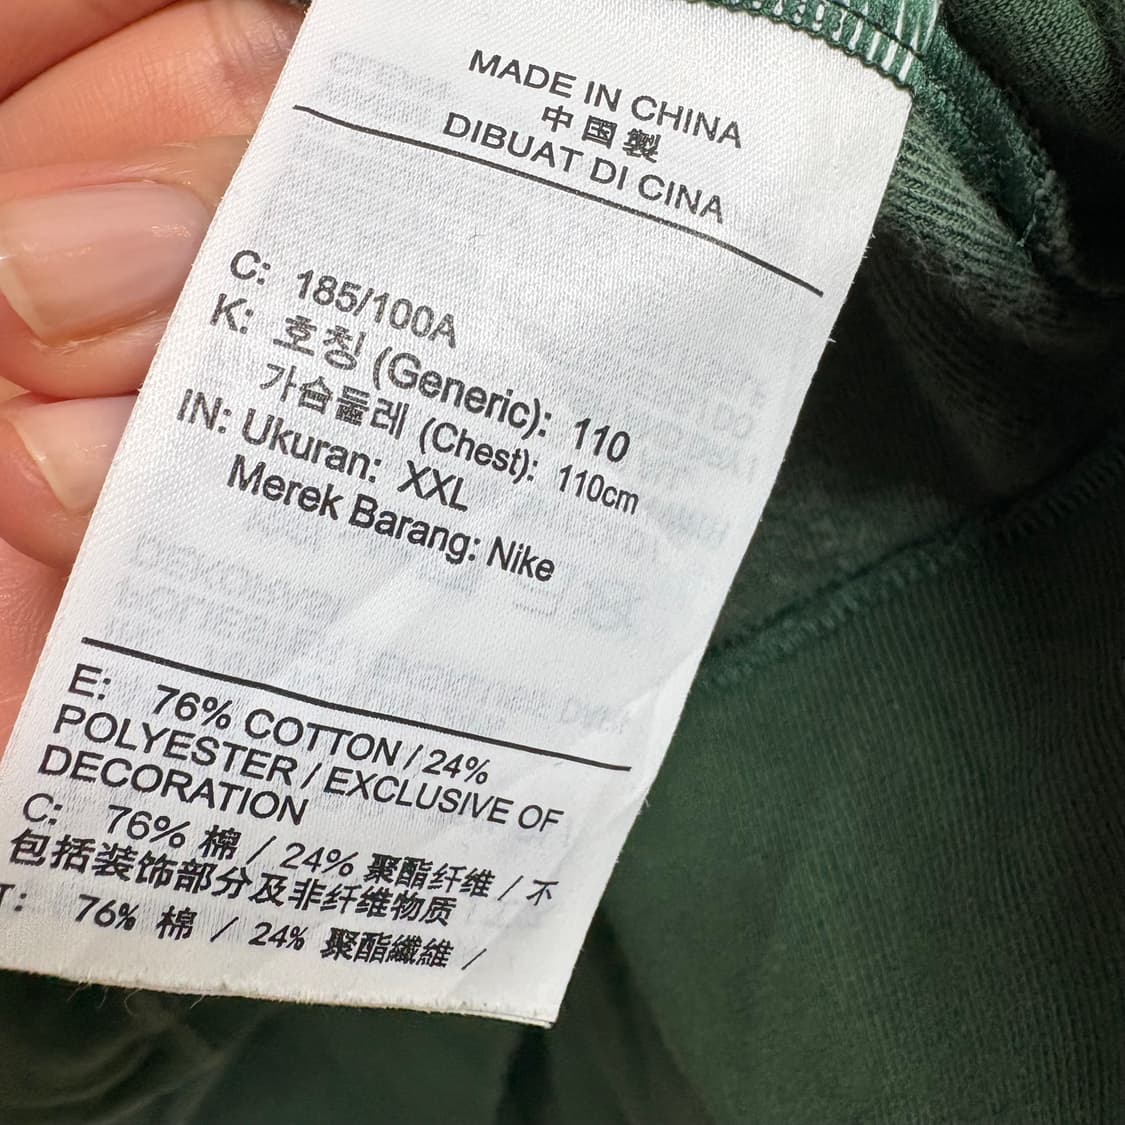 MADE IN CHINA
中国製
DIBUAT DI CINA
C: 185/100A
K: 호칭 (Generic): 110
가슴둘레 (Chest): 110cm
IN: Ukuran: XXL
Merek Barang: Nike
E: 76% COTTON / 24%
POLYESTER / EXCLUSIVE OF
DECORATION
C: 76% 棉 / 24% 聚酯纤维 / 不
包括装饰部分及非纤维物质
T: 76% 棉 / 24% 聚酯纖維 /